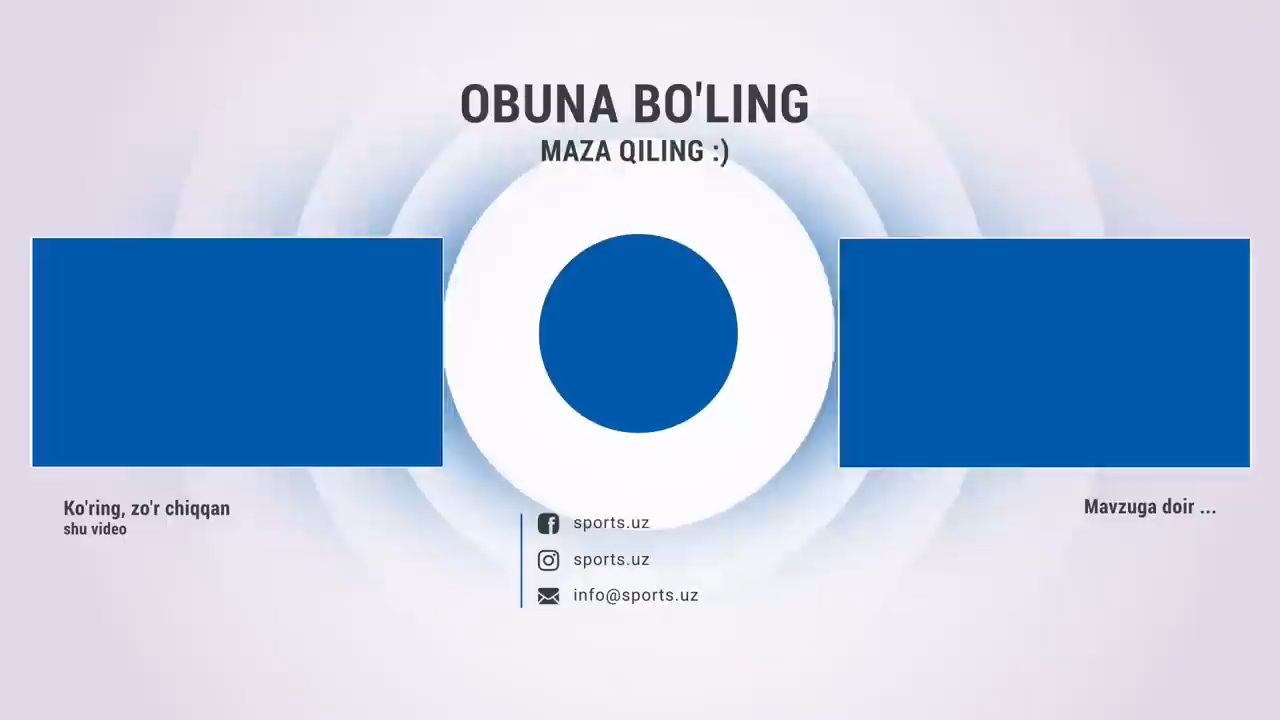 OBUNA BO'LING
MAZA QILING :)
Ko'ring, zo'r chiqqan
shu video
Mavzuga doir ...
sports.uz
sports.uz
info@sports.uz